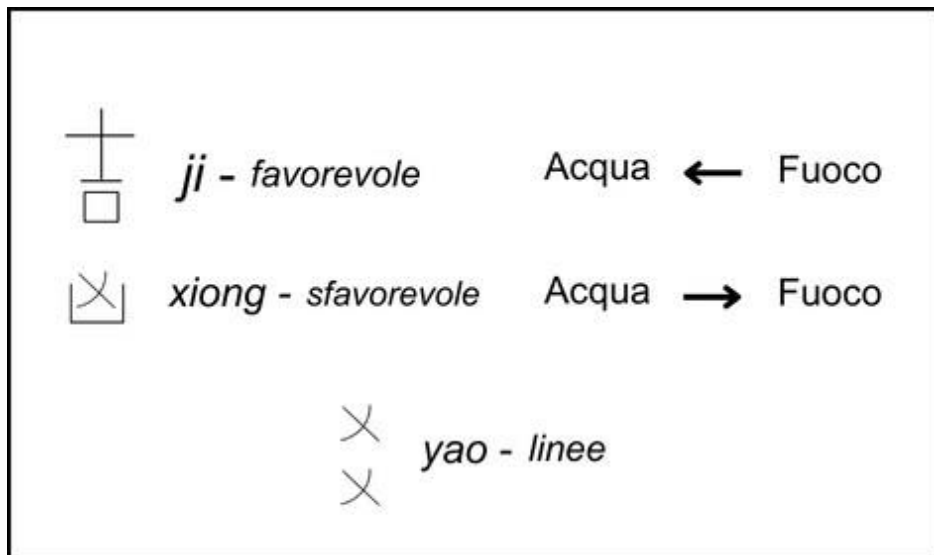 吉 ji - favorevole Acqua ← Fuoco
凶 xiong - sfavorevole Acqua → Fuoco
爻 yao - linee